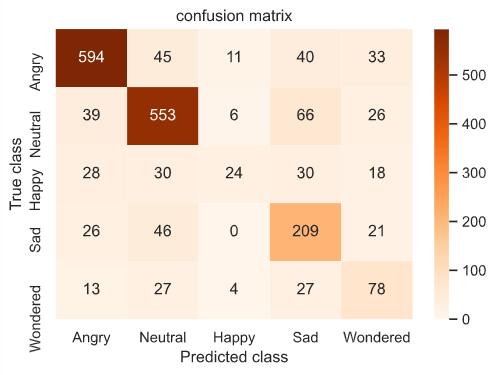 confusion matrix
Angry 594 45 11 40 33
Neutral 39 553 6 66 26
Happy 28 30 24 30 18
Sad 26 46 0 209 21
Wondered 13 27 4 27 78
True class
Angry Neutral Happy Sad Wondered
Predicted class
500
400
300
200
100
0